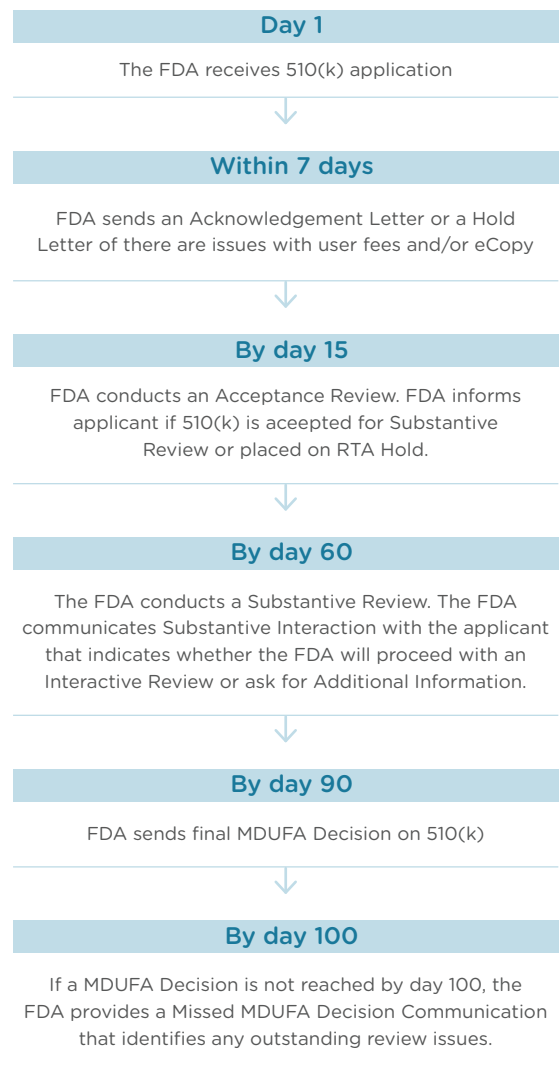 Day 1
The FDA receives 510(k) application
Within 7 days
FDA sends an Acknowledgement Letter or a Hold
Letter of there are issues with user fees and/or eCopy
By day 15
FDA conducts an Acceptance Review. FDA informs
applicant if 510(k) is aceepted for Substantive
Review or placed on RTA Hold.
By day 60
The FDA conducts a Substantive Review. The FDA
communicates Substantive Interaction with the applicant
that indicates whether the FDA will proceed with an
Interactive Review or ask for Additional Information.
By day 90
FDA sends final MDUFA Decision on 510(k)
By day 100
If a MDUFA Decision is not reached by day 100, the
FDA provides a Missed MDUFA Decision Communication
that identifies any outstanding review issues.